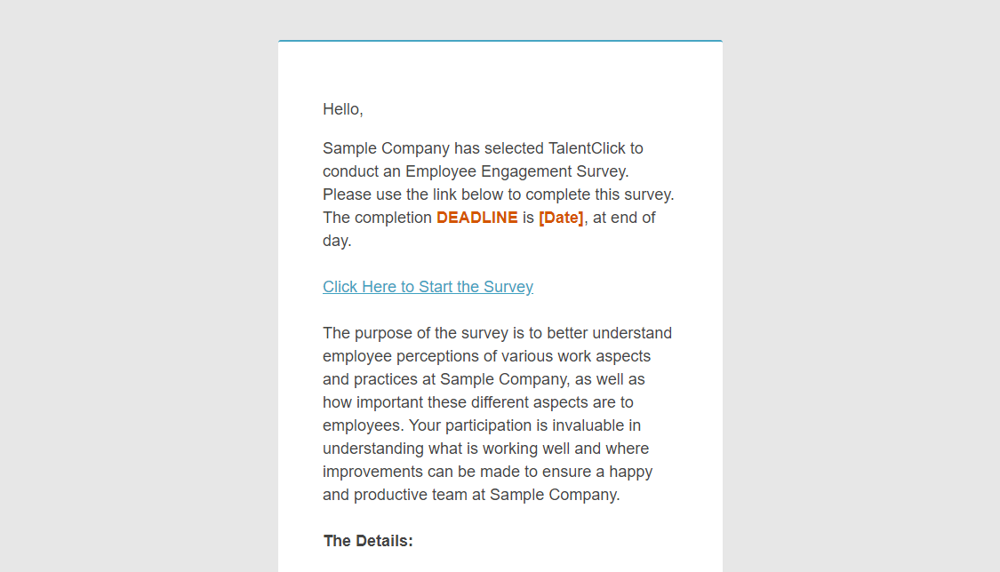 Hello,
Sample Company has selected TalentClick to
conduct an Employee Engagement Survey.
Please use the link below to complete this survey.
The completion DEADLINE is [Date], at end of
day.
Click Here to Start the Survey
The purpose of the survey is to better understand
employee perceptions of various work aspects
and practices at Sample Company, as well as
how important these different aspects are to
employees. Your participation is invaluable in
understanding what is working well and where
improvements can be made to ensure a happy
and productive team at Sample Company.
The Details: